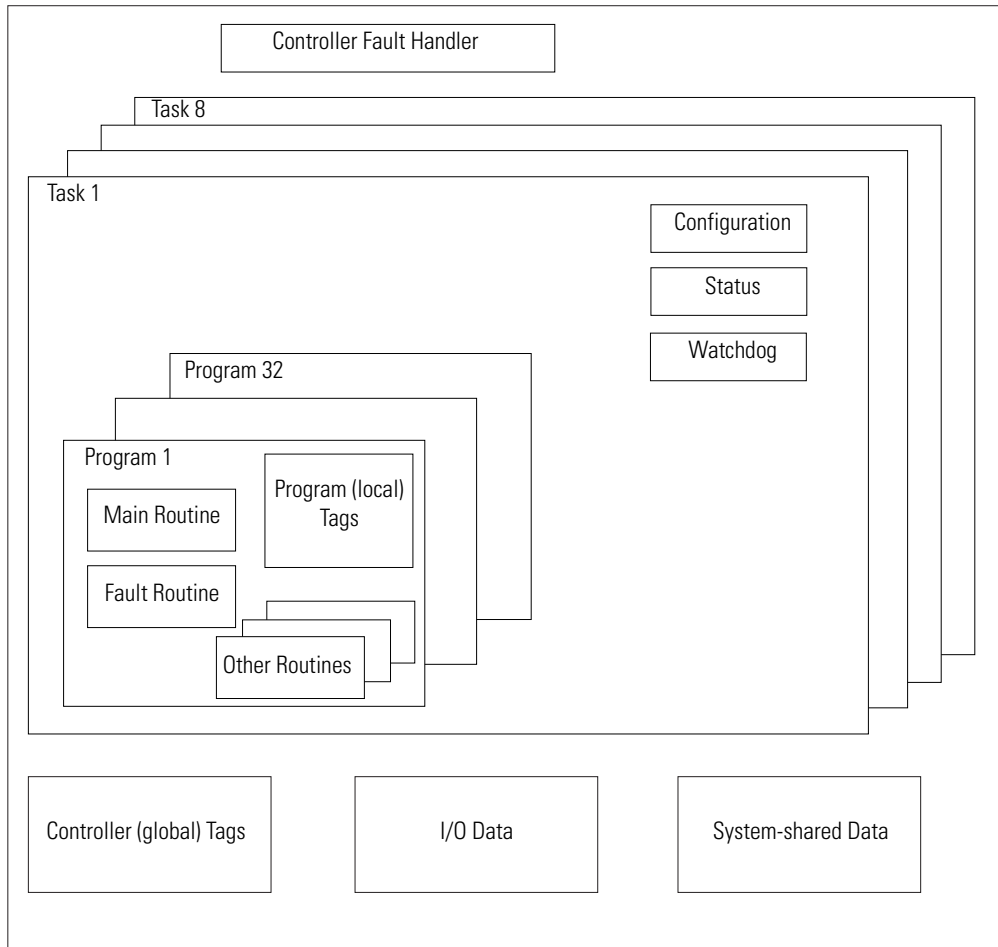 Controller Fault Handler
Task 8
Task 1
Configuration
Status
Watchdog
Program 32
Program 1
Program (local)
Tags
Main Routine
Fault Routine
Other Routines
Controller (global) Tags
I/O Data
System-shared Data